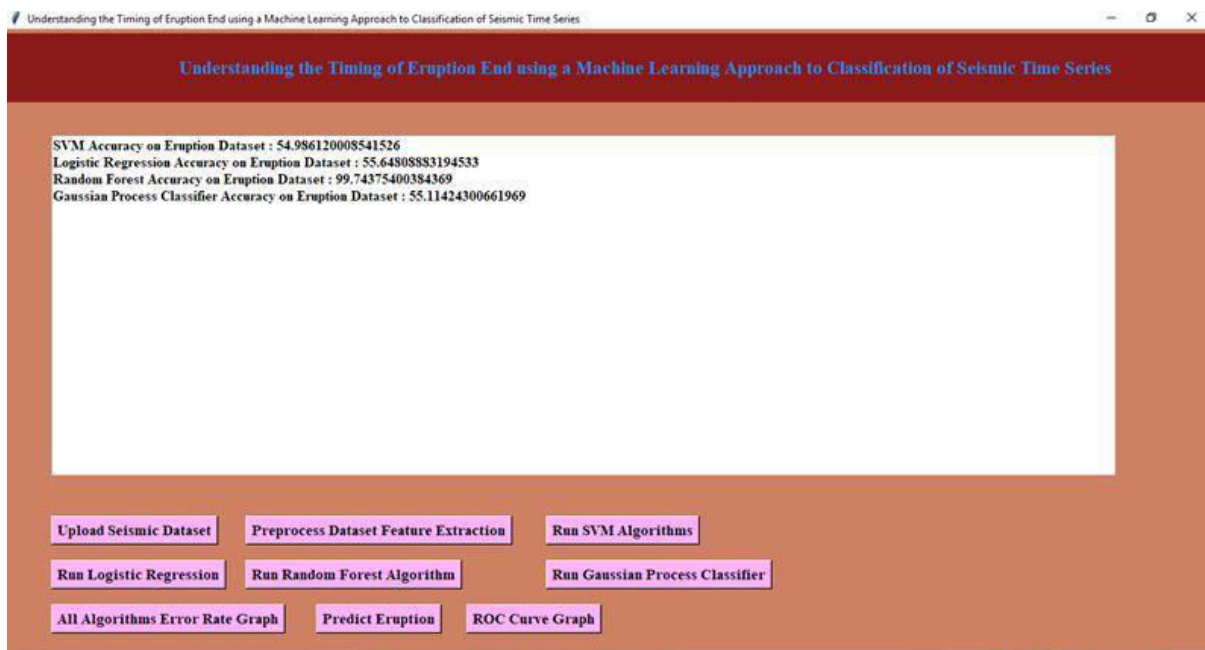 Understanding the Timing of Eruption End using a Machine Learning Approach to Classification of Seismic Time Series
Understanding the Timing of Eruption End using a Machine Learning Approach to Classification of Seismic Time Series
SVM Accuracy on Eruption Dataset : 54.986120008541526
Logistic Regression Accuracy on Eruption Dataset : 55.64808883194533
Random Forest Accuracy on Eruption Dataset : 99.74375400384369
Gaussian Process Classifier Accuracy on Eruption Dataset : 55.11424300661969
Upload Seismic Dataset Preprocess Dataset Feature Extraction Run SVM Algorithms
Run Logistic Regression Run Random Forest Algorithm Run Gaussian Process Classifier
All Algorithms Error Rate Graph Predict Eruption ROC Curve Graph